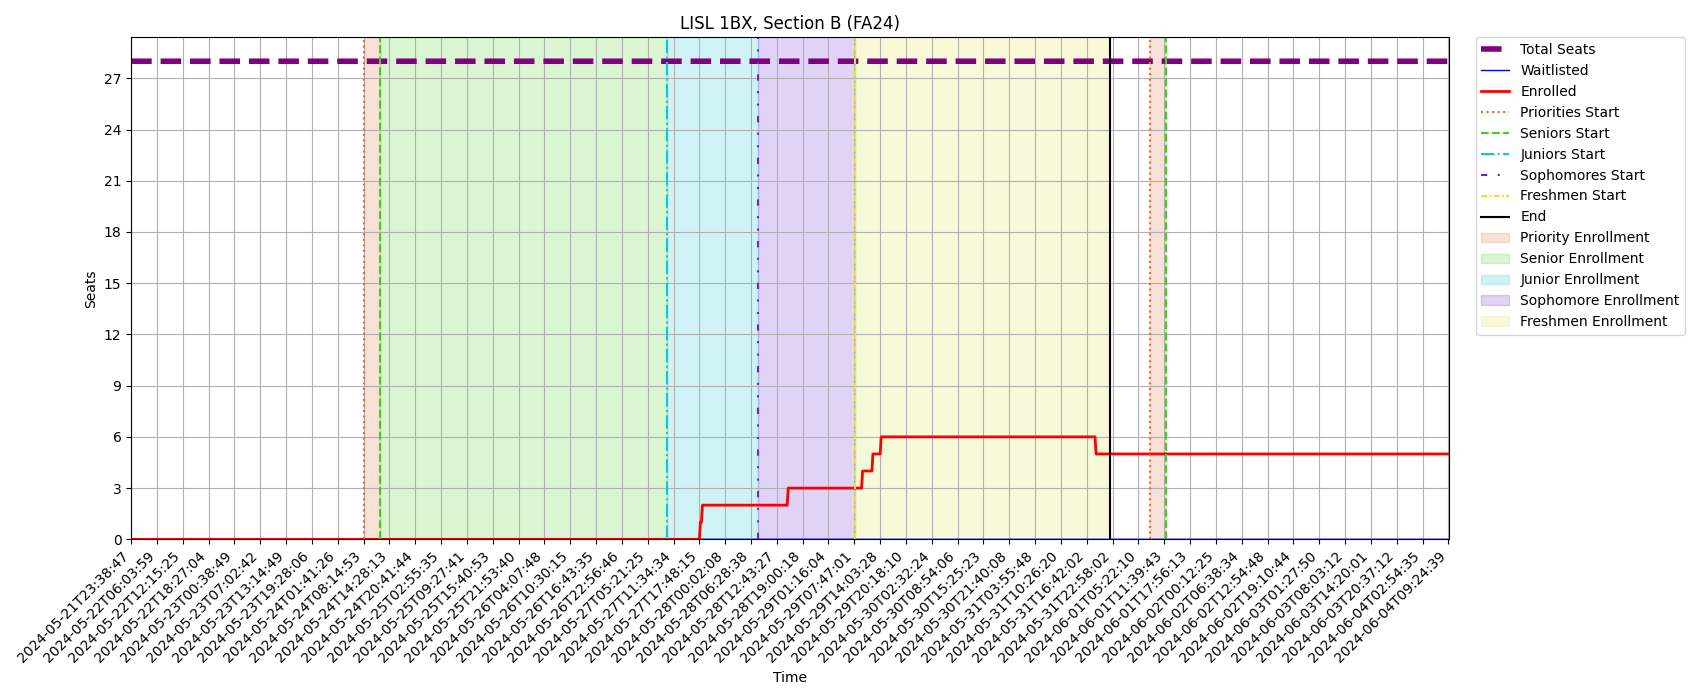 LISL 1BX, Section B (FA24)
Seats
27
24
21
18
15
12
9
6
3
0
2024-05-21T23:38:47
2024-05-22T06:03:59
2024-05-22T12:15:25
2024-05-22T18:27:04
2024-05-23T00:38:49
2024-05-23T07:02:42
2024-05-23T13:14:49
2024-05-23T19:28:06
2024-05-24T01:41:26
2024-05-24T08:14:53
2024-05-24T14:28:13
2024-05-24T20:41:44
2024-05-25T02:55:35
2024-05-25T09:27:41
2024-05-25T15:40:53
2024-05-25T21:53:40
2024-05-26T04:07:48
2024-05-26T10:30:15
2024-05-26T16:43:35
2024-05-26T22:56:46
2024-05-27T05:21:25
2024-05-27T11:34:34
2024-05-27T17:48:15
2024-05-28T00:02:08
2024-05-28T06:28:38
2024-05-28T12:43:27
2024-05-28T19:00:18
2024-05-29T01:16:04
2024-05-29T07:47:01
2024-05-29T14:03:28
2024-05-29T20:18:10
2024-05-30T02:32:24
2024-05-30T08:54:06
2024-05-30T15:25:23
2024-05-30T21:40:08
2024-05-31T03:55:48
2024-05-31T10:26:20
2024-05-31T16:42:02
2024-05-31T22:58:02
2024-06-01T05:22:10
2024-06-01T11:39:43
2024-06-01T17:56:13
2024-06-02T00:12:25
2024-06-02T06:38:34
2024-06-02T12:54:48
2024-06-02T19:10:44
2024-06-03T01:27:50
2024-06-03T08:03:12
2024-06-03T14:20:01
2024-06-03T20:37:12
2024-06-04T02:54:35
2024-06-04T09:24:39
Time
Total Seats
Waitlisted
Enrolled
Priorities Start
Seniors Start
Juniors Start
Sophomores Start
Freshmen Start
End
Priority Enrollment
Senior Enrollment
Junior Enrollment
Sophomore Enrollment
Freshmen Enrollment